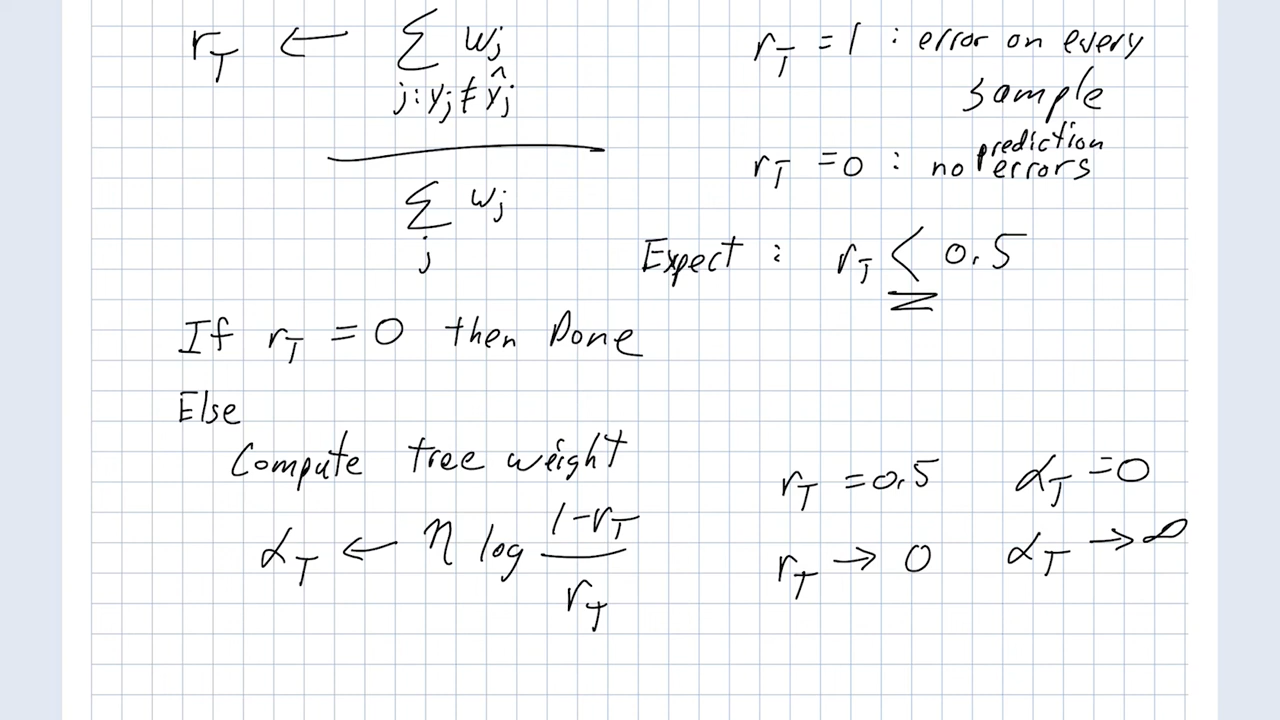 r_T ← Σ w_j
j: y_j ≠ ŷ_j
Σ w_j
j
r_T = 1 : error on every
sample
r_T = 0 : no prediction
errors
Expect : r_T < 0.5
If r_T = 0 then Done
Else
Compute tree weight
α_T ← η log (1-r_T)/r_T
r_T = 0.5 α_T = 0
r_T → 0 α_T → ∞